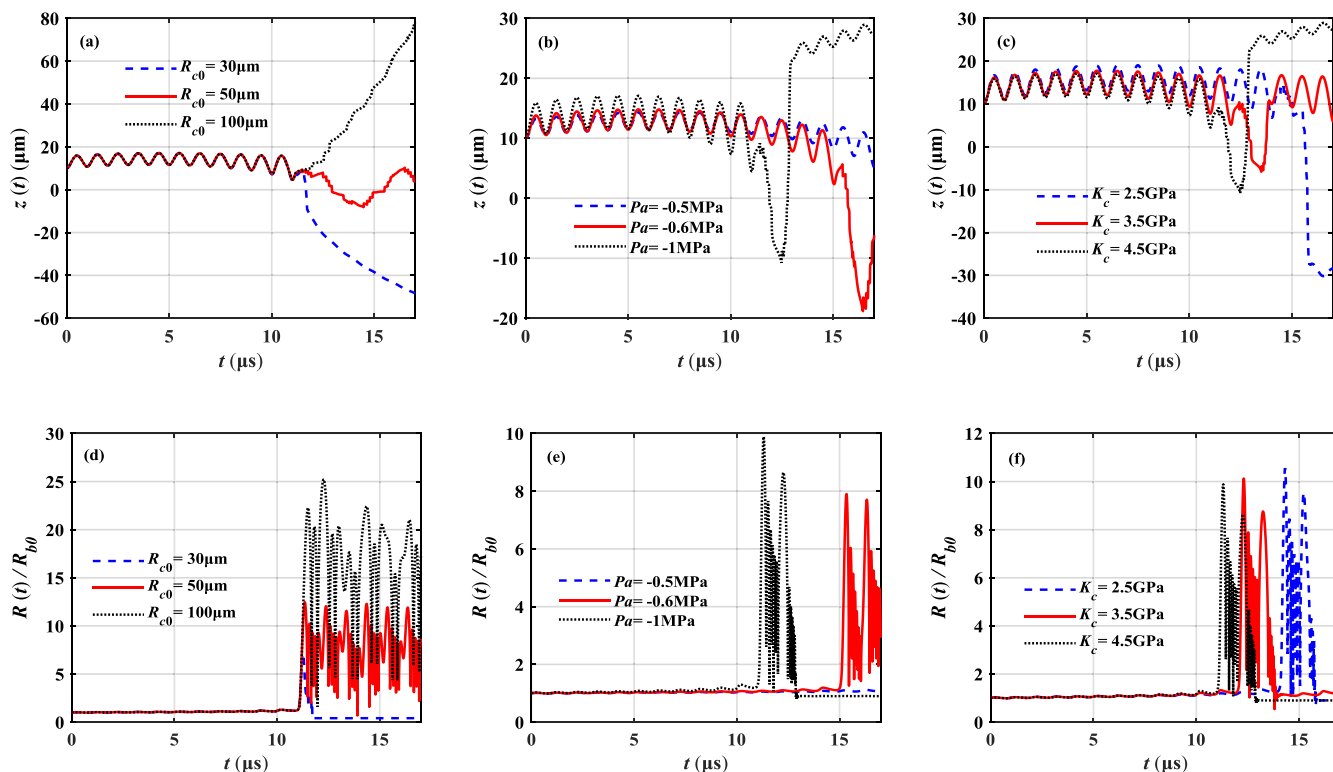 80
60
40
20
0
-20
-40
-60
z (t) (μm)
(a)
R_c0 = 30μm
R_c0 = 50μm
R_c0 = 100μm
0 5 10 15
t (μs)
30
20
10
0
-10
-20
z (t) (μm)
(b)
Pa = -0.5MPa
Pa = -0.6MPa
Pa = -1MPa
0 5 10 15
t (μs)
30
20
10
0
-10
-20
-30
-40
z (t) (μm)
(c)
K_c = 2.5GPa
K_c = 3.5GPa
K_c = 4.5GPa
0 5 10 15
t (μs)
30
25
20
15
10
5
0
R (t) / R_b0
(d)
R_c0 = 30μm
R_c0 = 50μm
R_c0 = 100μm
0 5 10 15
t (μs)
10
8
6
4
2
0
R (t) / R_b0
(e)
Pa = -0.5MPa
Pa = -0.6MPa
Pa = -1MPa
0 5 10 15
t (μs)
12
10
8
6
4
2
0
R (t) / R_b0
(f)
K_c = 2.5GPa
K_c = 3.5GPa
K_c = 4.5GPa
0 5 10 15
t (μs)